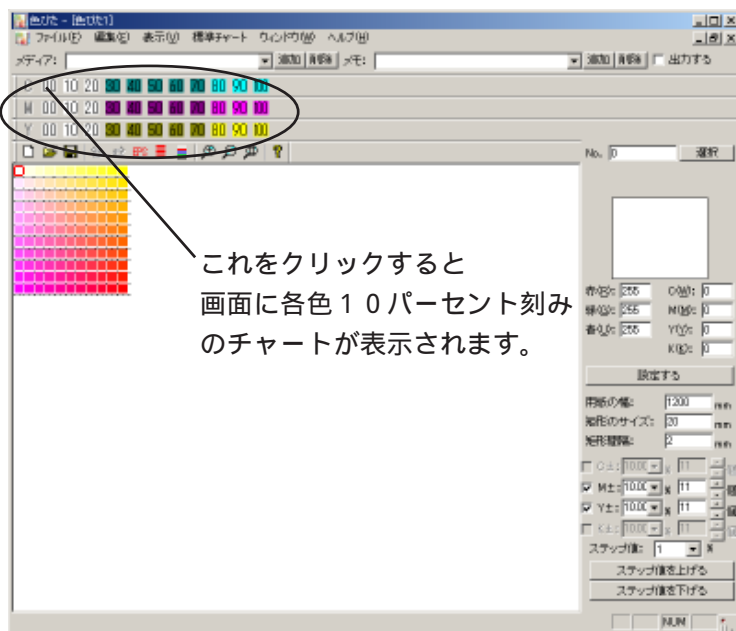 色ぴた - [色ぴた1]
ファイル(F) 編集(E) 表示(V) 標準チャート ウィンドウ(W) ヘルプ(H)
メディア: 追加 削除 メモ: 追加 削除 出力する
C 00 10 20 30 40 50 60 70 80 90 100
M 00 10 20 30 40 50 60 70 80 90 100
Y 00 10 20 30 40 50 60 70 80 90 100
EPS
No. 0 選択
これをクリックすると
画面に各色１０パーセント刻み
のチャートが表示されます。
赤(R): 255 C(W): 0
緑(G): 255 M(M): 0
青(L): 255 Y(Y): 0
K(K): 0
設定する
用紙の幅: 1200 mm
矩形のサイズ: 20 mm
矩形間隔: 2 mm
C±: 10.00 % 11 個
M±: 10.00 % 11 個
Y±: 10.00 % 11 個
K±: 10.00 % 11 個
ステップ値: 1 %
ステップ値を上げる
ステップ値を下げる
NUM